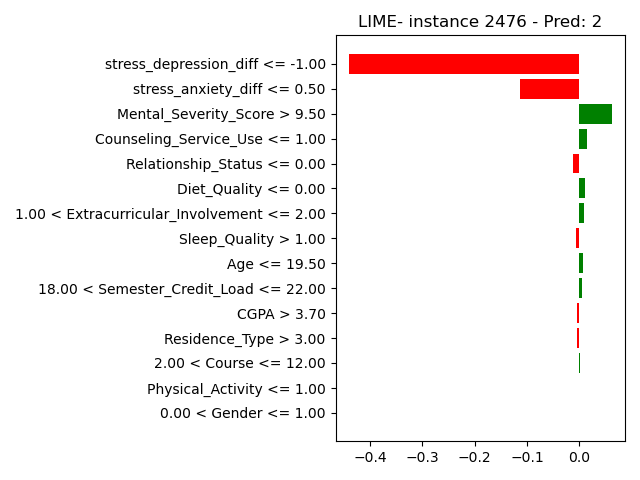 LIME- instance 2476 - Pred: 2
stress_depression_diff <= -1.00
stress_anxiety_diff <= 0.50
Mental_Severity_Score > 9.50
Counseling_Service_Use <= 1.00
Relationship_Status <= 0.00
Diet_Quality <= 0.00
1.00 < Extracurricular_Involvement <= 2.00
Sleep_Quality > 1.00
Age <= 19.50
18.00 < Semester_Credit_Load <= 22.00
CGPA > 3.70
Residence_Type > 3.00
2.00 < Course <= 12.00
Physical_Activity <= 1.00
0.00 < Gender <= 1.00
−0.4 −0.3 −0.2 −0.1 0.0